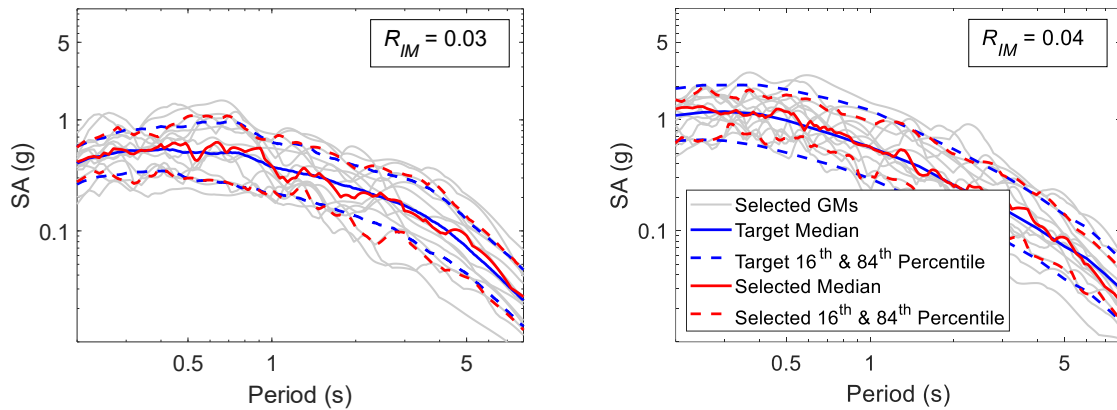 R_IM = 0.03
5
1
0.1
SA (g)
0.5
1
5
Period (s)
R_IM = 0.04
5
1
0.1
SA (g)
Selected GMs
Target Median
Target 16th & 84th Percentile
Selected Median
Selected 16th & 84th Percentile
0.5
1
5
Period (s)